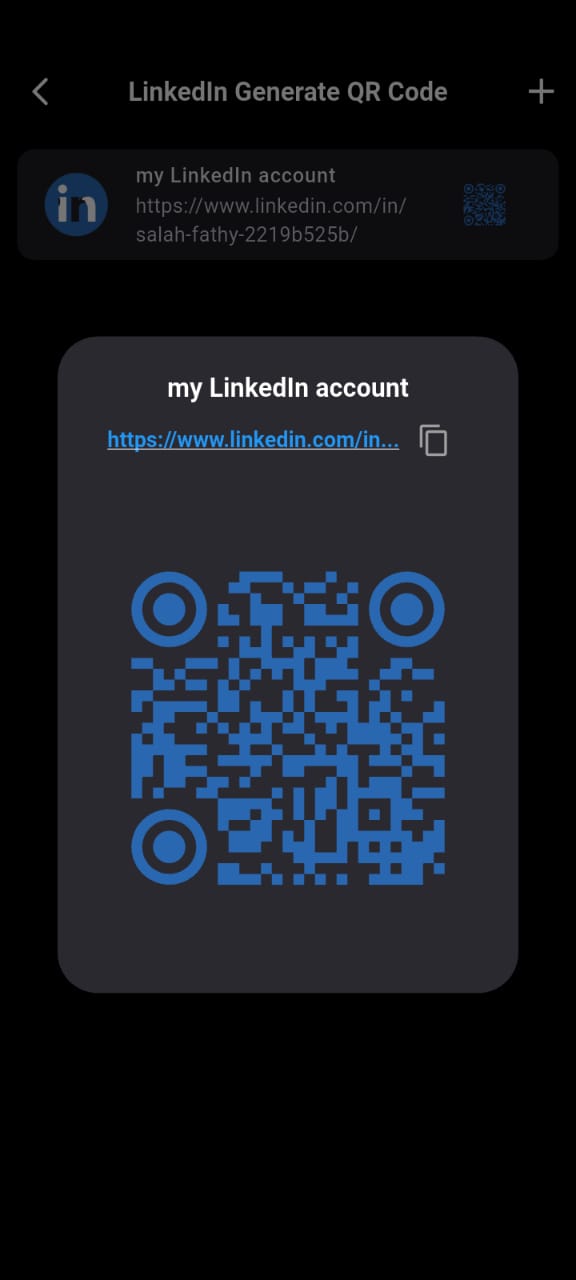 LinkedIn Generate QR Code
my LinkedIn account
https://www.linkedin.com/in/
salah-fathy-2219b525b/
in
my LinkedIn account
https://www.linkedin.com/in...